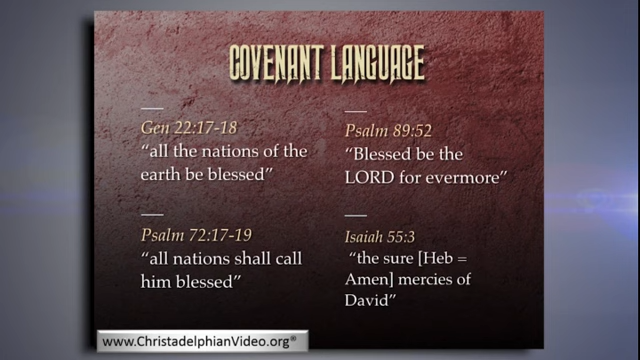 COVENANT LANGUAGE
Gen 22:17-18
“all the nations of the
earth be blessed”
Psalm 72:17-19
“all nations shall call
him blessed”
Psalm 89:52
“Blessed be the
LORD for evermore”
Isaiah 55:3
“the sure [Heb =
Amen] mercies of
David”
www.ChristadelphianVideo.org®